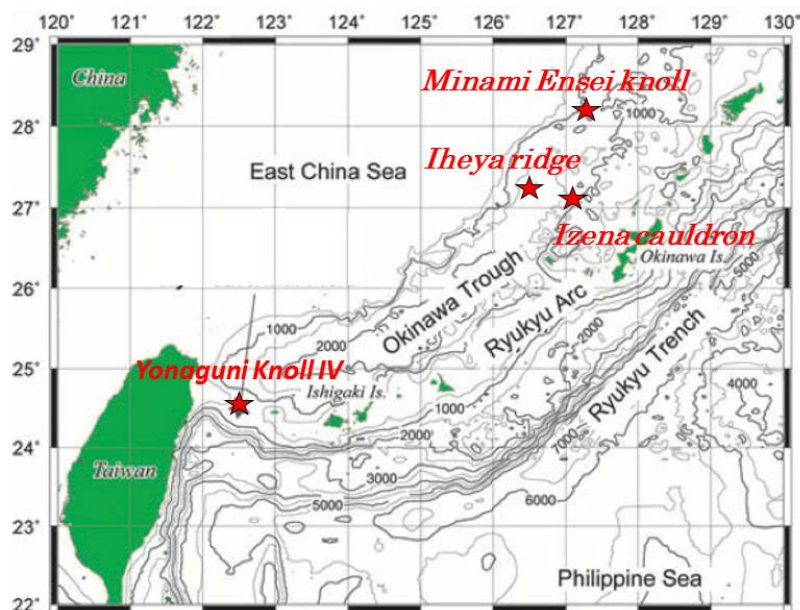 120° 121° 122° 123° 124° 125° 126° 127° 128° 129° 130°
29°
China
Minami Ensei knoll
1000
28°
Iheya ridge
East China Sea
27°
Izena cauldron
Okinawa Is.
26°
5000
Okinawa Trough
1000
Ryukyu Arc
2000
2000
Ryukyu Trench
25°
Yonaguni Knoll IV
Ishigaki Is.
4000
1000
24°
2000
7000
Taiwan
3000
5000
6000
23°
Philippine Sea
22°